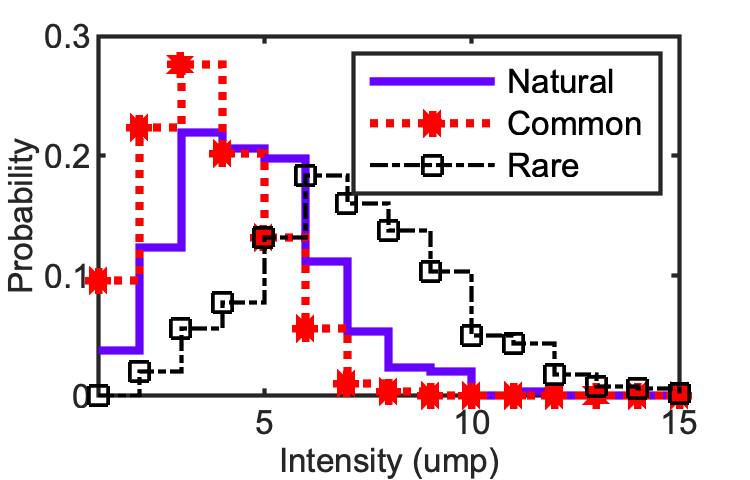 0.3
0.2
0.1
0
Probability
Natural
Common
Rare
5
10
15
Intensity (ump)